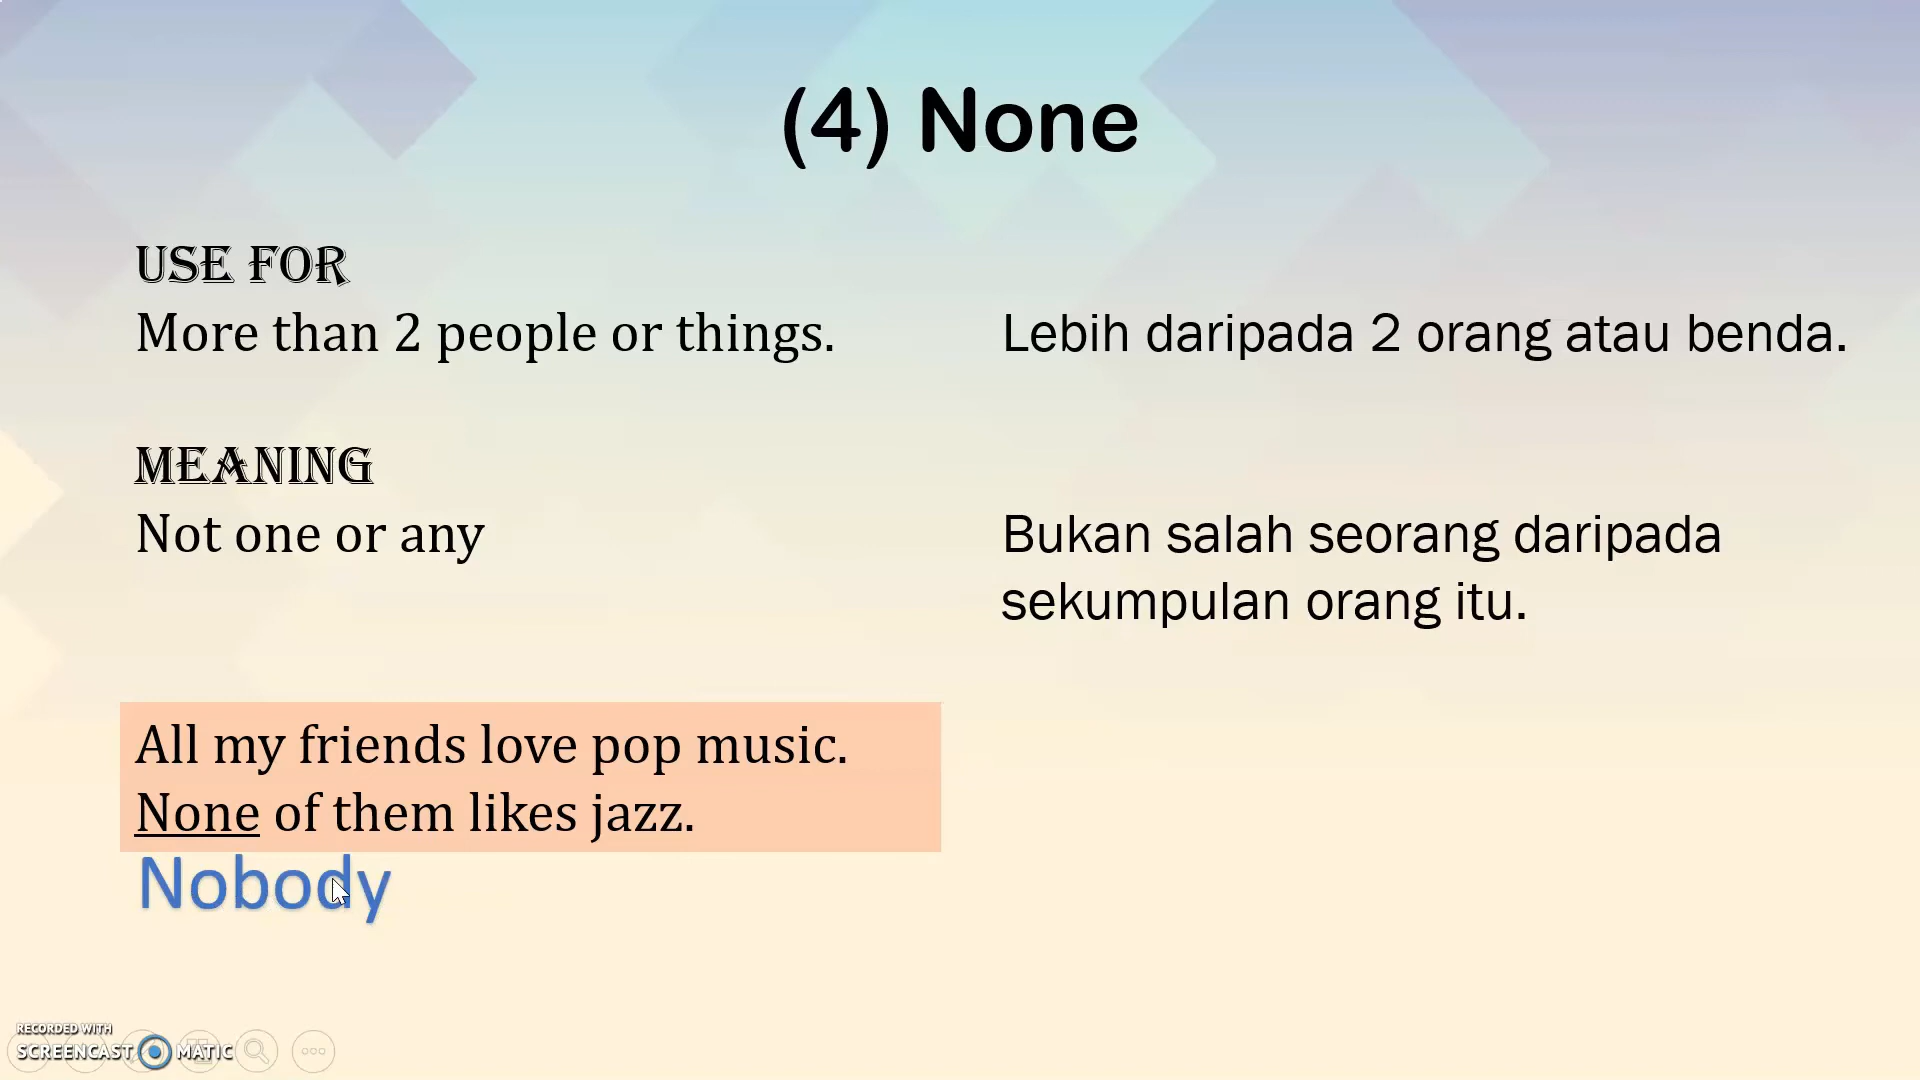 (4) None
USE FOR
More than 2 people or things.
Lebih daripada 2 orang atau benda.
MEANING
Not one or any
Bukan salah seorang daripada
sekumpulan orang itu.
All my friends love pop music.
None of them likes jazz.
Nobody
RECORDED WITH
SCREENCAST MATIC